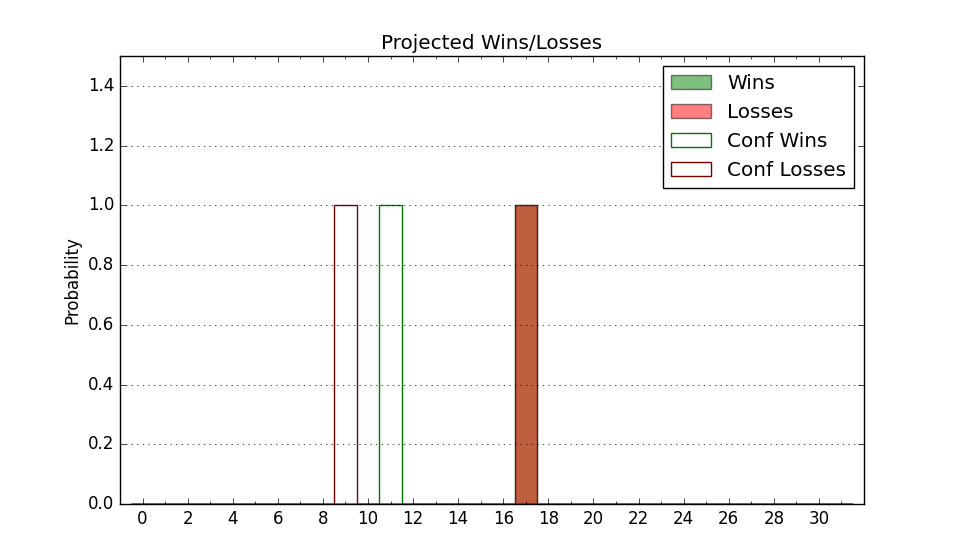 Projected Wins/Losses
Wins
Losses
Conf Wins
Conf Losses
Probability
1.4
1.2
1.0
0.8
0.6
0.4
0.2
0.0
0 2 4 6 8 10 12 14 16 18 20 22 24 26 28 30